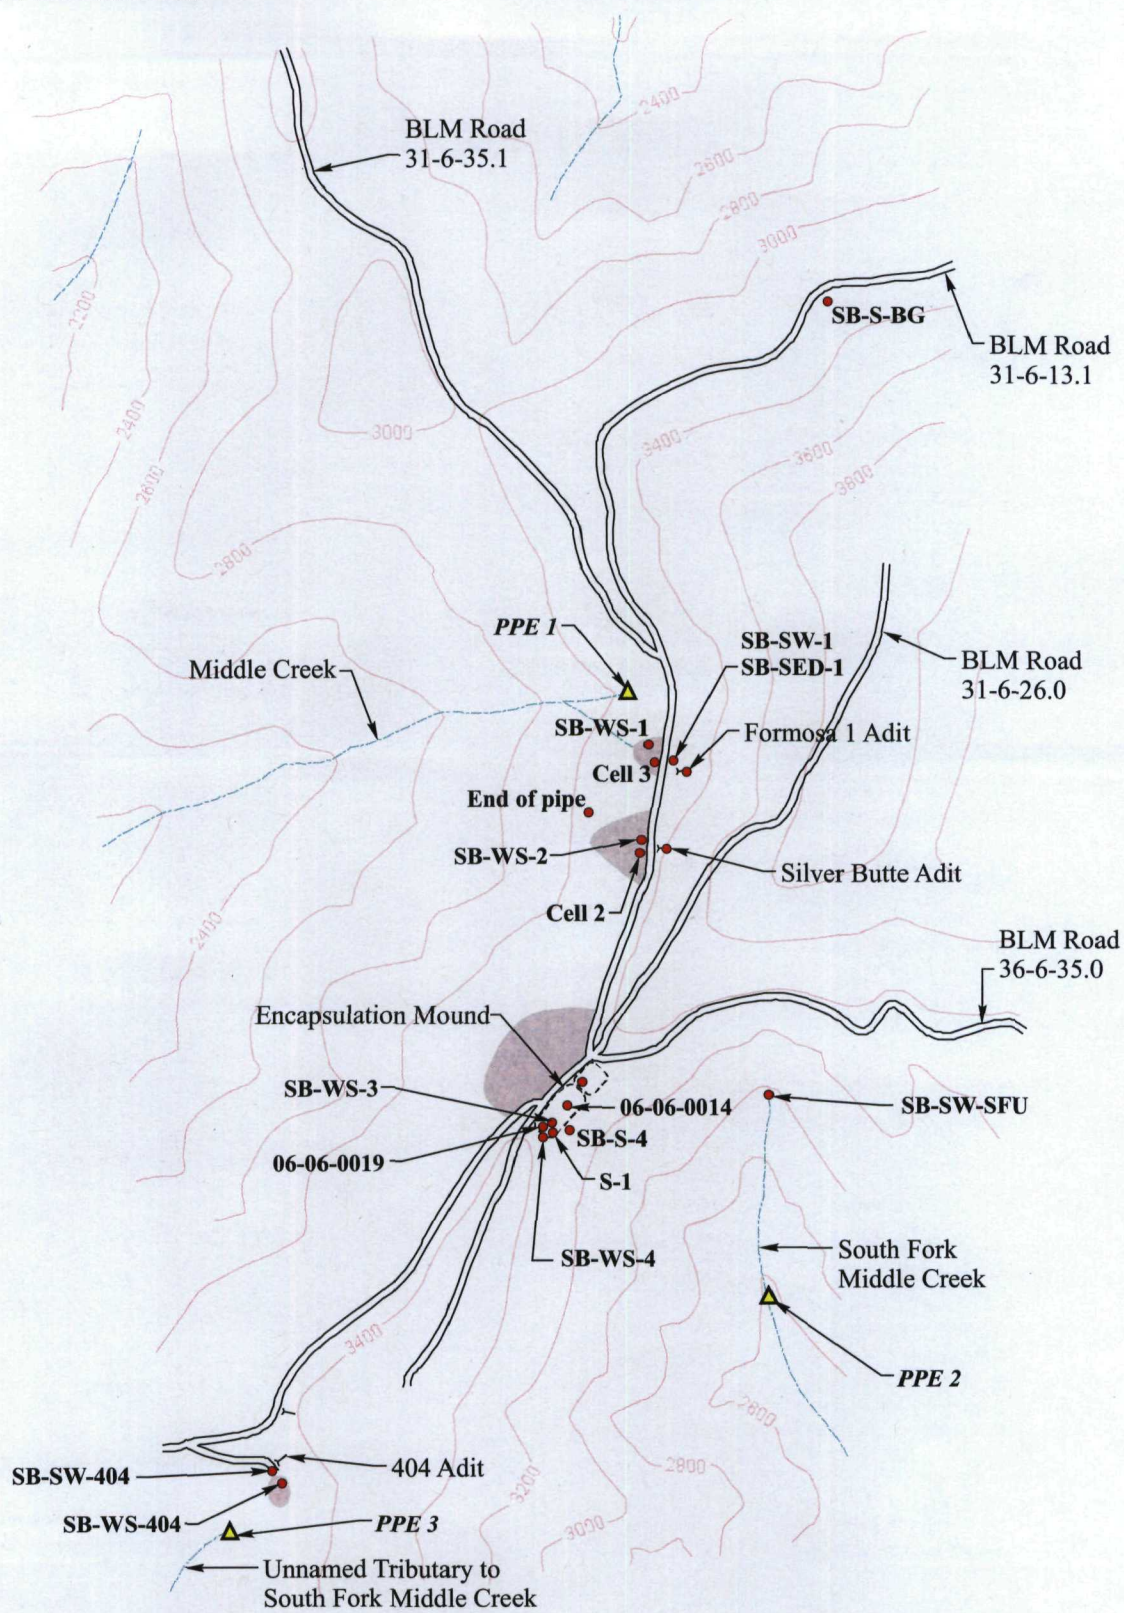 2400
BLM Road
31-6-35.1
2600
2800
3000
SB-S-BG
2200
BLM Road
31-6-13.1
2400
3000
3400
3600
3800
2600
2800
PPE 1
SB-SW-1
SB-SED-1
BLM Road
31-6-26.0
Middle Creek
SB-WS-1
Formosa 1 Adit
Cell 3
End of pipe
SB-WS-2
Silver Butte Adit
Cell 2
2400
BLM Road
36-6-35.0
Encapsulation Mound
SB-WS-3
06-06-0014
SB-SW-SFU
SB-S-4
06-06-0019
S-1
SB-WS-4
South Fork
Middle Creek
3400
PPE 2
2800
404 Adit
2800
SB-SW-404
3200
SB-WS-404
PPE 3
3000
Unnamed Tributary to
South Fork Middle Creek